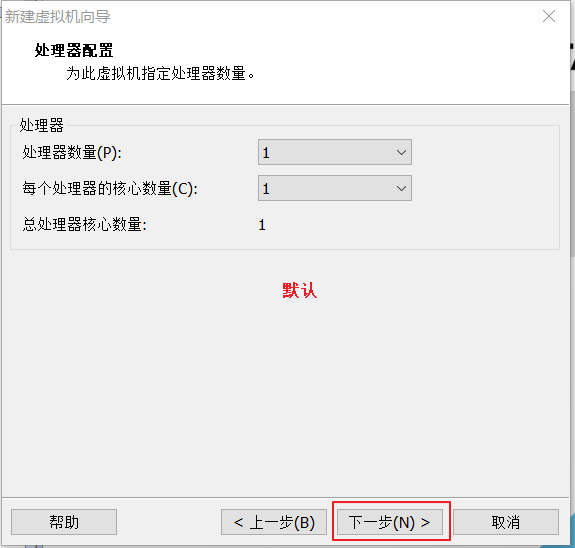 新建虚拟机向导
处理器配置
为此虚拟机指定处理器数量。
处理器
处理器数量(P): 1
每个处理器的核心数量(C): 1
总处理器核心数量: 1
默认
帮助 < 上一步(B) 下一步(N) > 取消